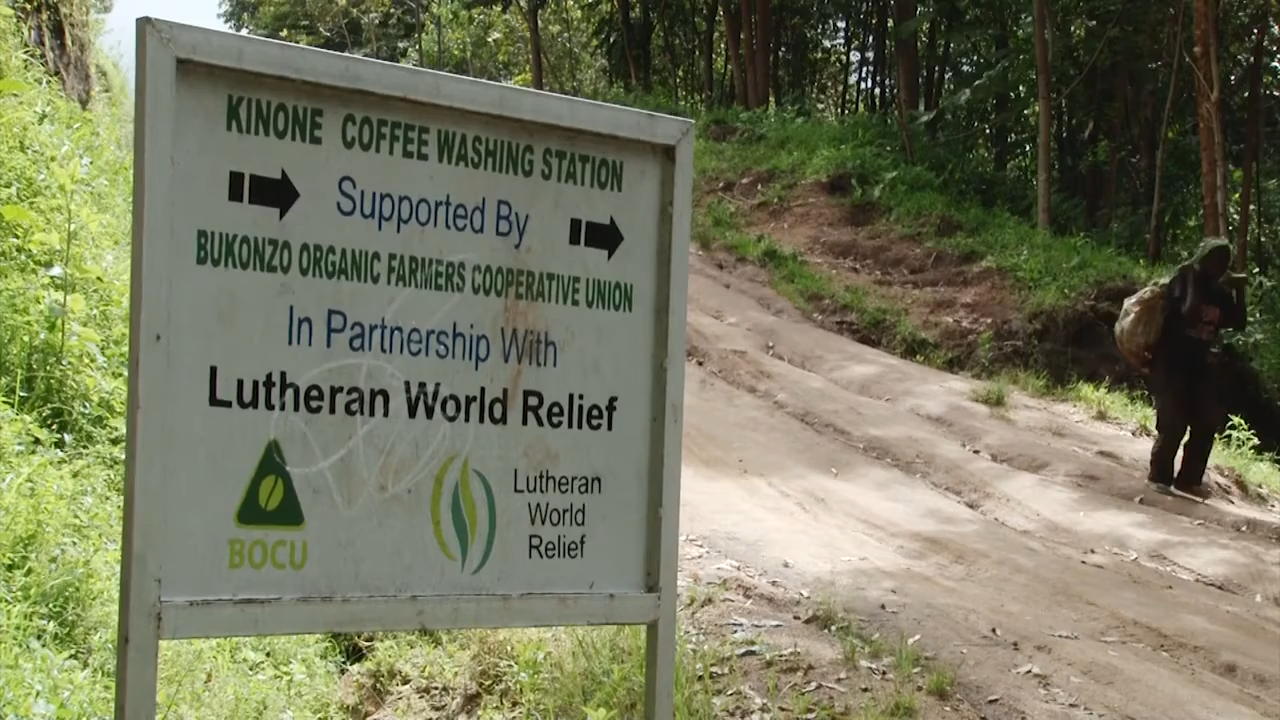 KINONE COFFEE WASHING STATION
Supported By
BUKONZO ORGANIC FARMERS COOPERATIVE UNION
In Partnership With
Lutheran World Relief
BOCU
Lutheran
World
Relief